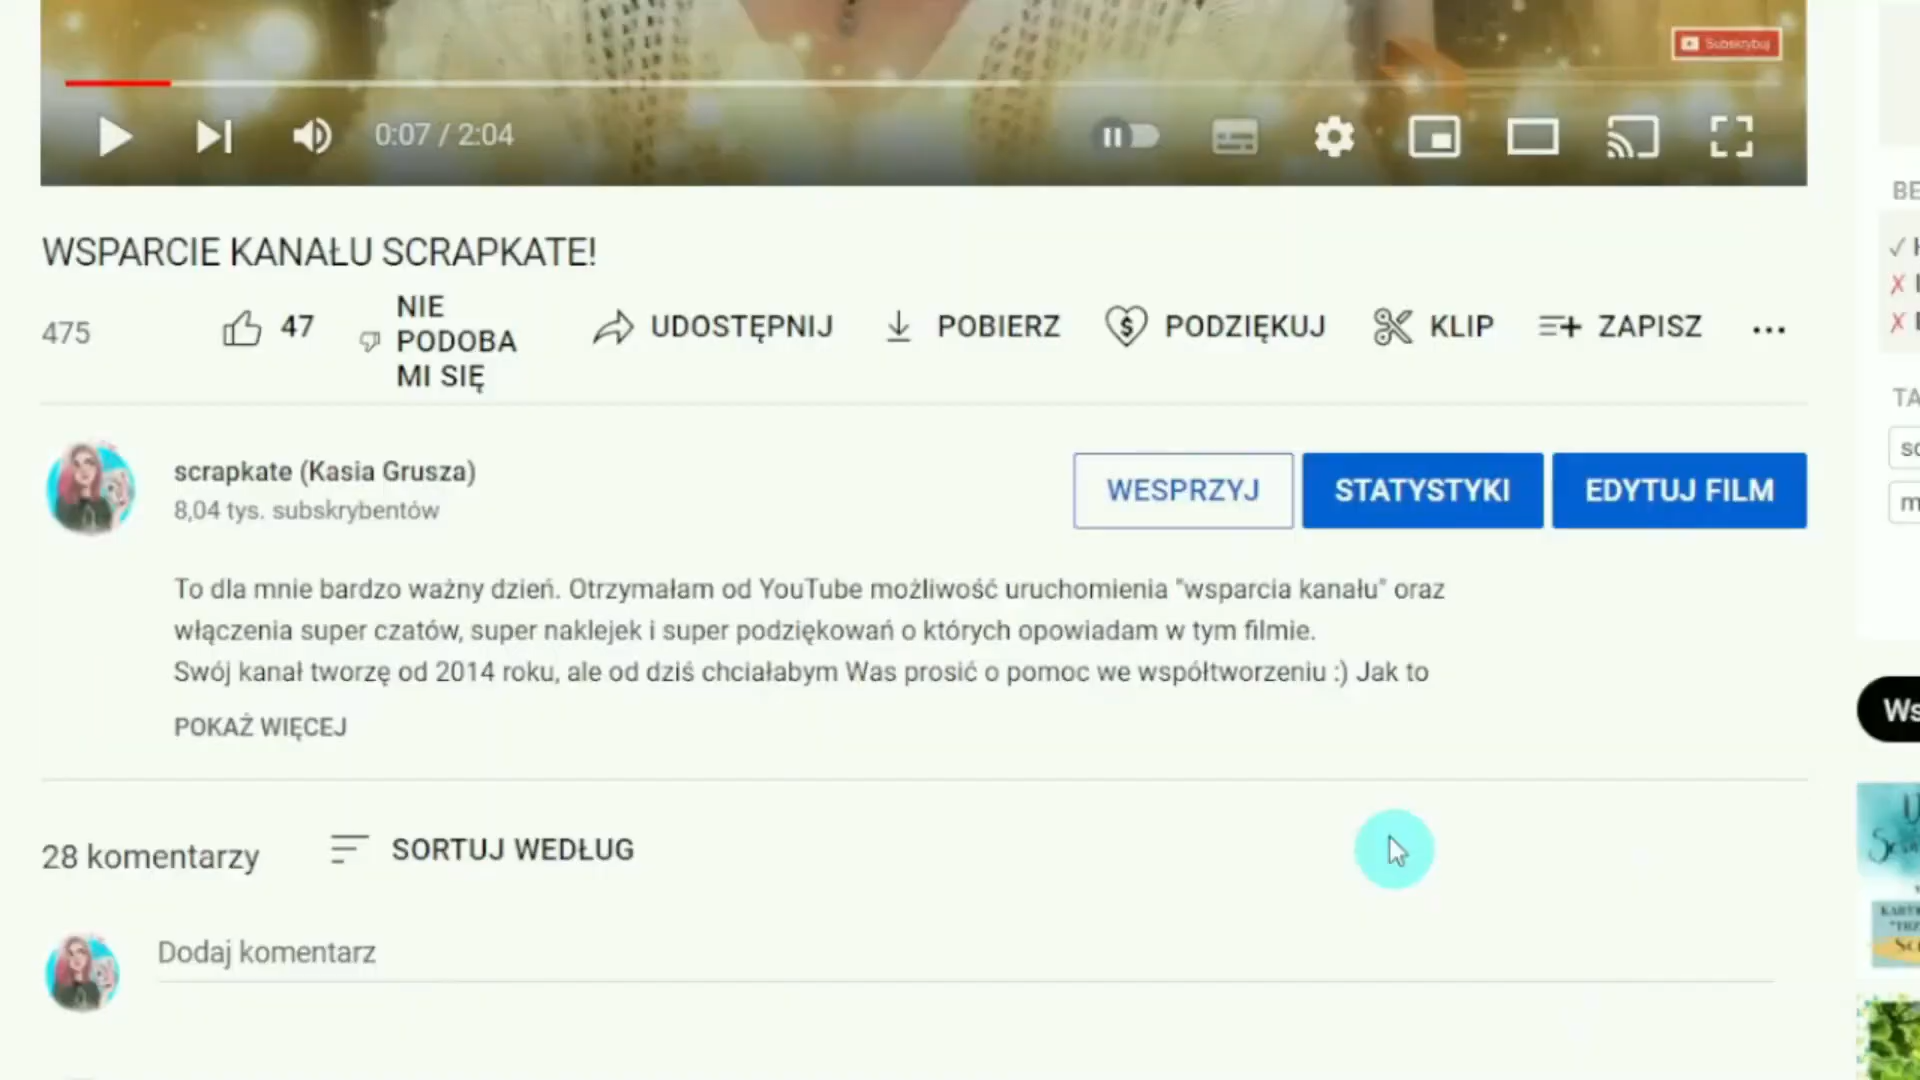 Subskrybuj
0:07 / 2:04
WSPARCIE KANAŁU SCRAPKATE!
475
47
NIE
PODOBA
MI SIĘ
UDOSTĘPNIJ
POBIERZ
PODZIĘKUJ
KLIP
ZAPISZ
scrapkate (Kasia Grusza)
8,04 tys. subskrybentów
WESPRZYJ
STATYSTYKI
EDYTUJ FILM
To dla mnie bardzo ważny dzień. Otrzymałam od YouTube możliwość uruchomienia "wsparcia kanału" oraz
włączenia super czatów, super naklejek i super podziękowań o których opowiadam w tym filmie.
Swój kanał tworzę od 2014 roku, ale od dziś chciałabym Was prosić o pomoc we współtworzeniu :) Jak to
POKAŻ WIĘCEJ
28 komentarzy
SORTUJ WEDŁUG
Dodaj komentarz
BE
TA
Ws